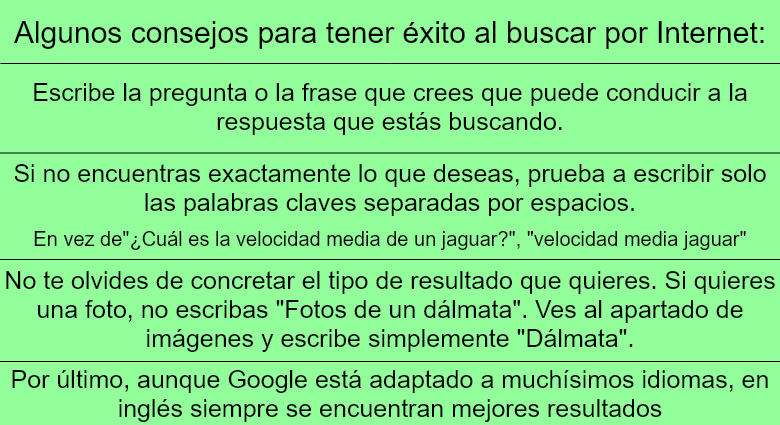 Algunos consejos para tener éxito al buscar por Internet:
Escribe la pregunta o la frase que crees que puede conducir a la
respuesta que estás buscando.
Si no encuentras exactamente lo que deseas, prueba a escribir solo
las palabras claves separadas por espacios.
En vez de"¿Cuál es la velocidad media de un jaguar?", "velocidad media jaguar"
No te olvides de concretar el tipo de resultado que quieres. Si quieres
una foto, no escribas "Fotos de un dálmata". Ves al apartado de
imágenes y escribe simplemente "Dálmata".
Por último, aunque Google está adaptado a muchísimos idiomas, en
inglés siempre se encuentran mejores resultados